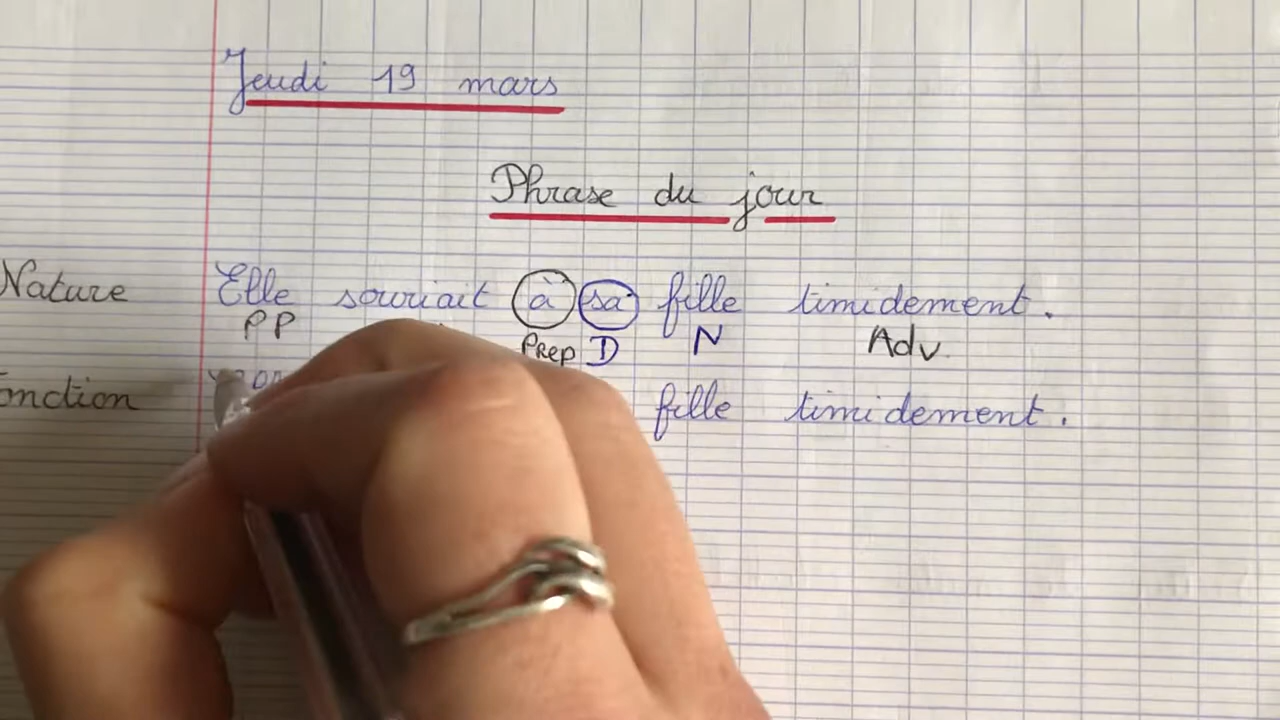 Jeudi 19 mars
Phrase du jour
Nature Elle souriait à sa fille timidement.
PP Prep D N Adv.
onction fille timidement.